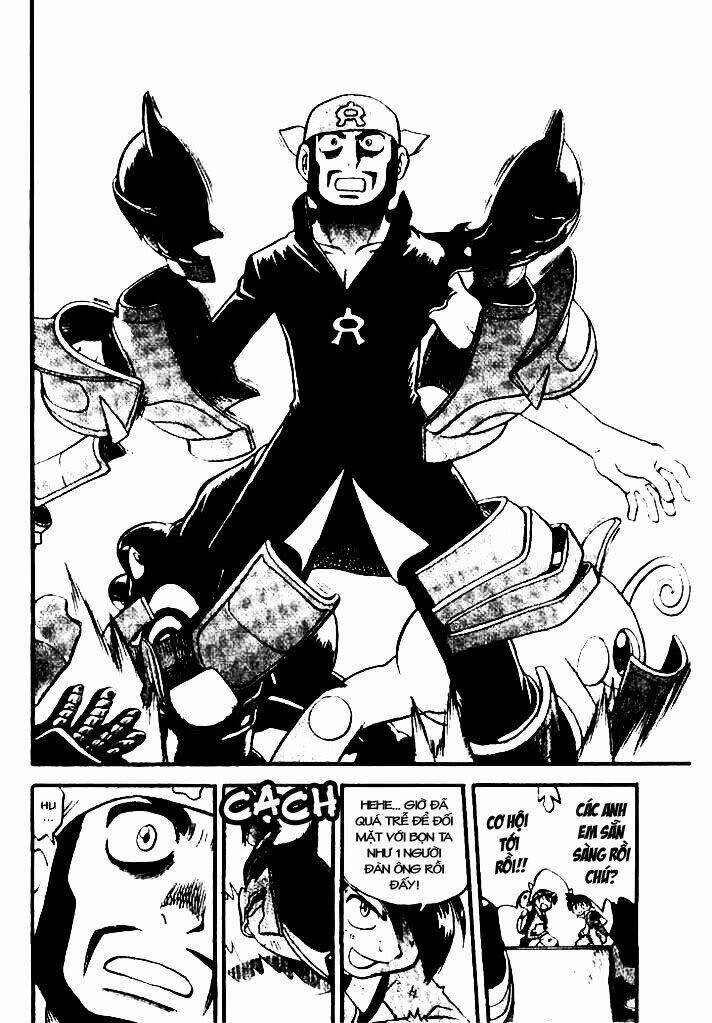 CÁC ANH
EM SẴN
SÀNG RỒI
CHỨ?
CƠ HỘI
TỚI
RỒI!!
HEHE... GIỜ ĐÃ
QUÁ TRỄ ĐỂ ĐỐI
MẶT VỚI BỌN TA
NHƯ 1 NGƯỜI
ĐÀN ÔNG RỒI
ĐẤY!
CẠCH
HU
...